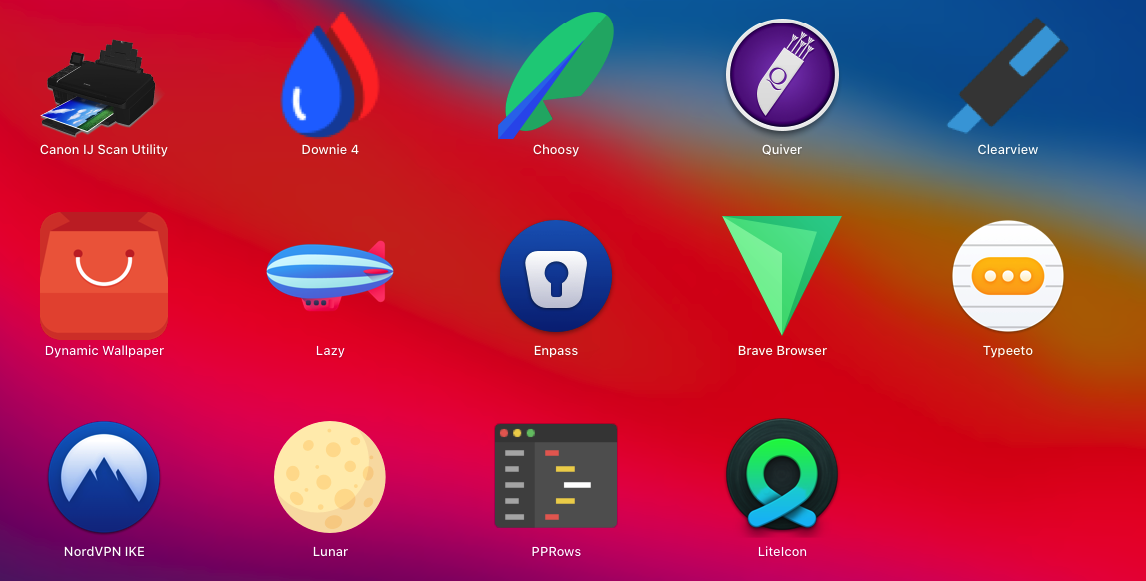 Canon IJ Scan Utility
Downie 4
Choosy
Quiver
Clearview
Dynamic Wallpaper
Lazy
Enpass
Brave Browser
Typeeto
NordVPN IKE
Lunar
PPRows
LiteIcon